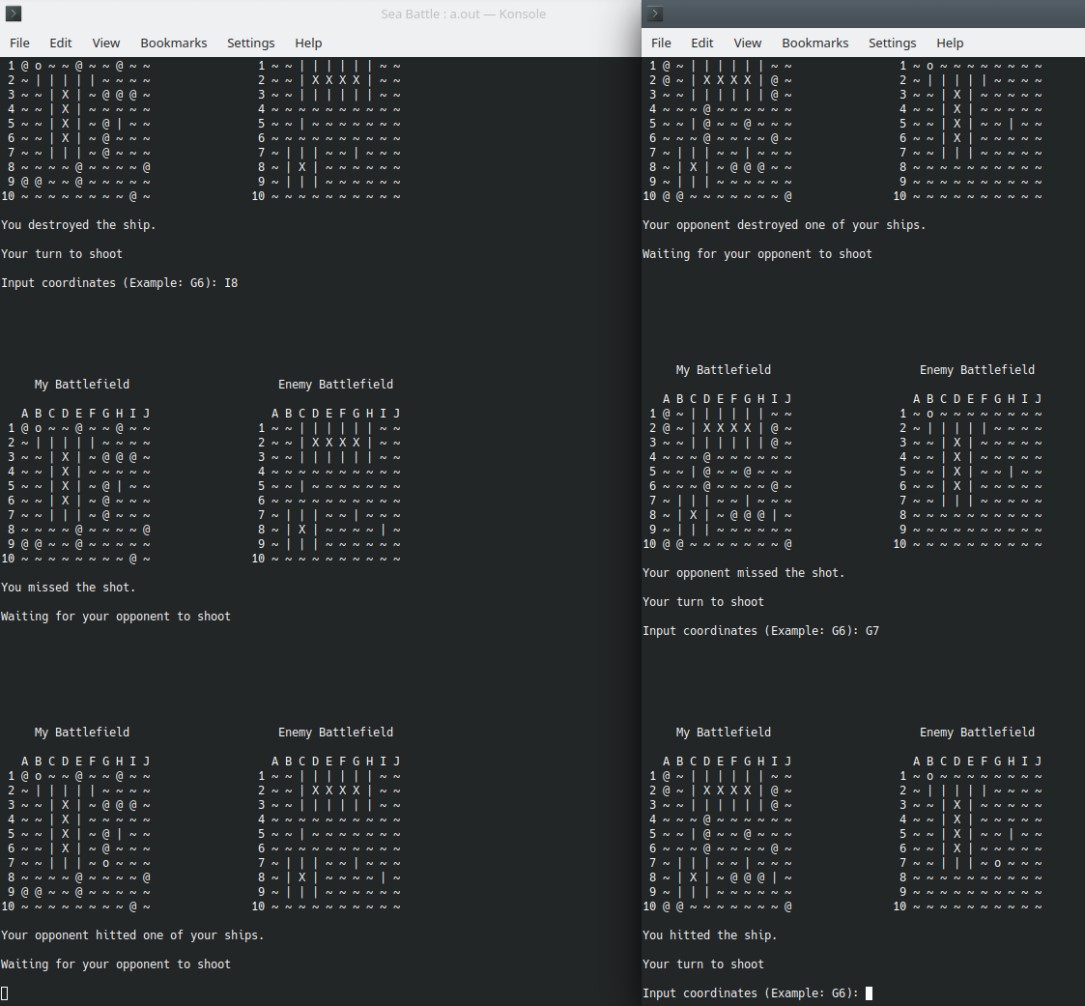 Sea Battle : a.out — Konsole
File Edit View Bookmarks Settings Help
1 @ o ~ ~ @ ~ ~ @ ~ ~ 1 ~ ~ | | | | | | ~ ~
2 ~ | | | | | ~ ~ ~ ~ 2 ~ ~ | X X X X | ~ ~
3 ~ ~ | X | ~ @ @ @ ~ 3 ~ ~ | | | | | | ~ ~
4 ~ ~ | X | ~ ~ ~ ~ ~ 4 ~ ~ ~ ~ ~ ~ ~ ~ ~ ~
5 ~ ~ | X | ~ @ | ~ ~ 5 ~ ~ | ~ ~ ~ ~ ~ ~ ~
6 ~ ~ | X | ~ @ ~ ~ ~ 6 ~ ~ ~ ~ ~ ~ ~ ~ ~ ~
7 ~ ~ | | | ~ @ ~ ~ ~ 7 ~ | | | ~ ~ | ~ ~ ~
8 ~ ~ ~ ~ @ ~ ~ ~ ~ @ 8 ~ | X | ~ ~ ~ ~ ~ ~
9 @ @ ~ ~ @ ~ ~ ~ ~ ~ 9 ~ | | | ~ ~ ~ ~ ~ ~
10 ~ ~ ~ ~ ~ ~ ~ ~ @ ~ 10 ~ ~ ~ ~ ~ ~ ~ ~ ~ ~
You destroyed the ship.
Your turn to shoot
Input coordinates (Example: G6): I8
My Battlefield Enemy Battlefield
A B C D E F G H I J A B C D E F G H I J
1 @ o ~ ~ @ ~ ~ @ ~ ~ 1 ~ ~ | | | | | | ~ ~
2 ~ | | | | | ~ ~ ~ ~ 2 ~ ~ | X X X X | ~ ~
3 ~ ~ | X | ~ @ @ @ ~ 3 ~ ~ | | | | | | ~ ~
4 ~ ~ | X | ~ ~ ~ ~ ~ 4 ~ ~ ~ ~ ~ ~ ~ ~ ~ ~
5 ~ ~ | X | ~ @ | ~ ~ 5 ~ ~ | ~ ~ ~ ~ ~ ~ ~
6 ~ ~ | X | ~ @ ~ ~ ~ 6 ~ ~ ~ ~ ~ ~ ~ ~ ~ ~
7 ~ ~ | | | ~ @ ~ ~ ~ 7 ~ | | | ~ ~ | ~ ~ ~
8 ~ ~ ~ ~ @ ~ ~ ~ ~ @ 8 ~ | X | ~ ~ ~ ~ | ~
9 @ @ ~ ~ @ ~ ~ ~ ~ ~ 9 ~ | | | ~ ~ ~ ~ ~ ~
10 ~ ~ ~ ~ ~ ~ ~ ~ @ ~ 10 ~ ~ ~ ~ ~ ~ ~ ~ ~ ~
You missed the shot.
Waiting for your opponent to shoot
My Battlefield Enemy Battlefield
A B C D E F G H I J A B C D E F G H I J
1 @ o ~ ~ @ ~ ~ @ ~ ~ 1 ~ ~ | | | | | | ~ ~
2 ~ | | | | | ~ ~ ~ ~ 2 ~ ~ | X X X X | ~ ~
3 ~ ~ | X | ~ @ @ @ ~ 3 ~ ~ | | | | | | ~ ~
4 ~ ~ | X | ~ ~ ~ ~ ~ 4 ~ ~ ~ ~ ~ ~ ~ ~ ~ ~
5 ~ ~ | X | ~ @ | ~ ~ 5 ~ ~ | ~ ~ ~ ~ ~ ~ ~
6 ~ ~ | X | ~ @ ~ ~ ~ 6 ~ ~ ~ ~ ~ ~ ~ ~ ~ ~
7 ~ ~ | | | ~ o ~ ~ ~ 7 ~ | | | ~ ~ | ~ ~ ~
8 ~ ~ ~ ~ @ ~ ~ ~ ~ @ 8 ~ | X | ~ ~ ~ ~ | ~
9 @ @ ~ ~ @ ~ ~ ~ ~ ~ 9 ~ | | | ~ ~ ~ ~ ~ ~
10 ~ ~ ~ ~ ~ ~ ~ ~ @ ~ 10 ~ ~ ~ ~ ~ ~ ~ ~ ~ ~
Your opponent hitted one of your ships.
Waiting for your opponent to shoot
File Edit View Bookmarks Settings Help
1 @ ~ | | | | | | ~ ~ 1 ~ o ~ ~ ~ ~ ~ ~ ~ ~
2 @ ~ | X X X X | @ ~ 2 ~ | | | | | ~ ~ ~ ~
3 ~ ~ | | | | | | @ ~ 3 ~ ~ | X | ~ ~ ~ ~ ~
4 ~ ~ ~ @ ~ ~ ~ ~ ~ ~ 4 ~ ~ | X | ~ ~ ~ ~ ~
5 ~ ~ | @ ~ ~ @ ~ ~ ~ 5 ~ ~ | X | ~ ~ | ~ ~
6 ~ ~ ~ @ ~ ~ ~ ~ @ ~ 6 ~ ~ | X | ~ ~ ~ ~ ~
7 ~ | | | ~ ~ | ~ ~ ~ 7 ~ ~ | | | ~ ~ ~ ~ ~
8 ~ | X | ~ @ @ @ ~ ~ 8 ~ ~ ~ ~ ~ ~ ~ ~ ~ ~
9 ~ | | | ~ ~ ~ ~ ~ ~ 9 ~ ~ ~ ~ ~ ~ ~ ~ ~ ~
10 @ @ ~ ~ ~ ~ ~ ~ ~ @ 10 ~ ~ ~ ~ ~ ~ ~ ~ ~ ~
Your opponent destroyed one of your ships.
Waiting for your opponent to shoot
My Battlefield Enemy Battlefield
A B C D E F G H I J A B C D E F G H I J
1 @ ~ | | | | | | ~ ~ 1 ~ o ~ ~ ~ ~ ~ ~ ~ ~
2 @ ~ | X X X X | @ ~ 2 ~ | | | | | ~ ~ ~ ~
3 ~ ~ | | | | | | @ ~ 3 ~ ~ | X | ~ ~ ~ ~ ~
4 ~ ~ ~ @ ~ ~ ~ ~ ~ ~ 4 ~ ~ | X | ~ ~ ~ ~ ~
5 ~ ~ | @ ~ ~ @ ~ ~ ~ 5 ~ ~ | X | ~ ~ | ~ ~
6 ~ ~ ~ @ ~ ~ ~ ~ @ ~ 6 ~ ~ | X | ~ ~ ~ ~ ~
7 ~ | | | ~ ~ | ~ ~ ~ 7 ~ ~ | | | ~ ~ ~ ~ ~
8 ~ | X | ~ @ @ @ | ~ 8 ~ ~ ~ ~ ~ ~ ~ ~ ~ ~
9 ~ | | | ~ ~ ~ ~ ~ ~ 9 ~ ~ ~ ~ ~ ~ ~ ~ ~ ~
10 @ @ ~ ~ ~ ~ ~ ~ ~ @ 10 ~ ~ ~ ~ ~ ~ ~ ~ ~ ~
Your opponent missed the shot.
Your turn to shoot
Input coordinates (Example: G6): G7
My Battlefield Enemy Battlefield
A B C D E F G H I J A B C D E F G H I J
1 @ ~ | | | | | | ~ ~ 1 ~ o ~ ~ ~ ~ ~ ~ ~ ~
2 @ ~ | X X X X | @ ~ 2 ~ | | | | | ~ ~ ~ ~
3 ~ ~ | | | | | | @ ~ 3 ~ ~ | X | ~ ~ ~ ~ ~
4 ~ ~ ~ @ ~ ~ ~ ~ ~ ~ 4 ~ ~ | X | ~ ~ ~ ~ ~
5 ~ ~ | @ ~ ~ @ ~ ~ ~ 5 ~ ~ | X | ~ ~ | ~ ~
6 ~ ~ ~ @ ~ ~ ~ ~ @ ~ 6 ~ ~ | X | ~ ~ ~ ~ ~
7 ~ | | | ~ ~ | ~ ~ ~ 7 ~ ~ | | | ~ o ~ ~ ~
8 ~ | X | ~ @ @ @ | ~ 8 ~ ~ ~ ~ ~ ~ ~ ~ ~ ~
9 ~ | | | ~ ~ ~ ~ ~ ~ 9 ~ ~ ~ ~ ~ ~ ~ ~ ~ ~
10 @ @ ~ ~ ~ ~ ~ ~ ~ @ 10 ~ ~ ~ ~ ~ ~ ~ ~ ~ ~
You hitted the ship.
Your turn to shoot
Input coordinates (Example: G6):